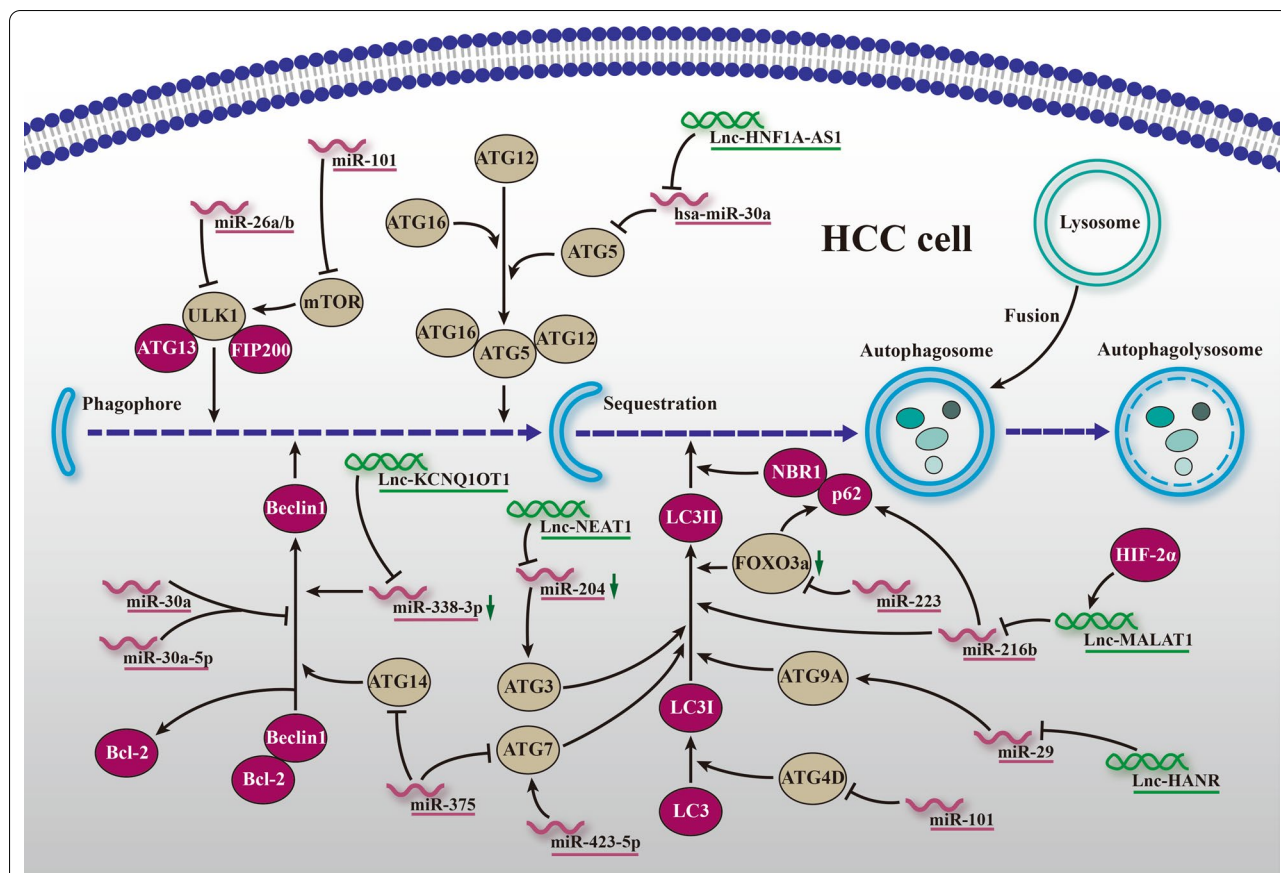 Lnc-HNF1A-AS1
miR-101
ATG12
miR-26a/b
ATG16
hsa-miR-30a
HCC cell
Lysosome
ATG5
ULK1
mTOR
ATG13
FIP200
ATG16
ATG5
ATG12
Fusion
Autophagosome
Autophagolysosome
Phagophore
Sequestration
Lnc-KCNQ1OT1
NBR1
p62
Beclin1
LC3II
Lnc-NEAT1
HIF-2α
FOXO3a
miR-30a
miR-338-3p
miR-204
miR-223
Lnc-MALAT1
miR-216b
miR-30a-5p
ATG14
ATG3
ATG9A
LC3I
Bcl-2
Beclin1
Bcl-2
ATG7
miR-29
Lnc-HANR
miR-375
ATG4D
LC3
miR-101
miR-423-5p